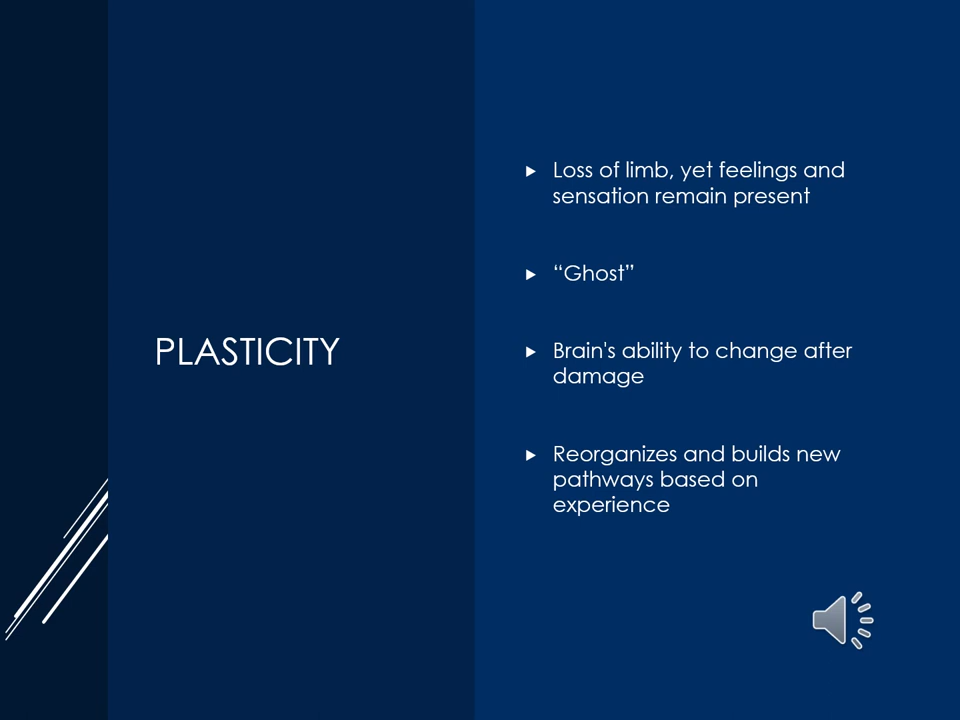 PLASTICITY
Loss of limb, yet feelings and
sensation remain present
“Ghost”
Brain's ability to change after
damage
Reorganizes and builds new
pathways based on
experience